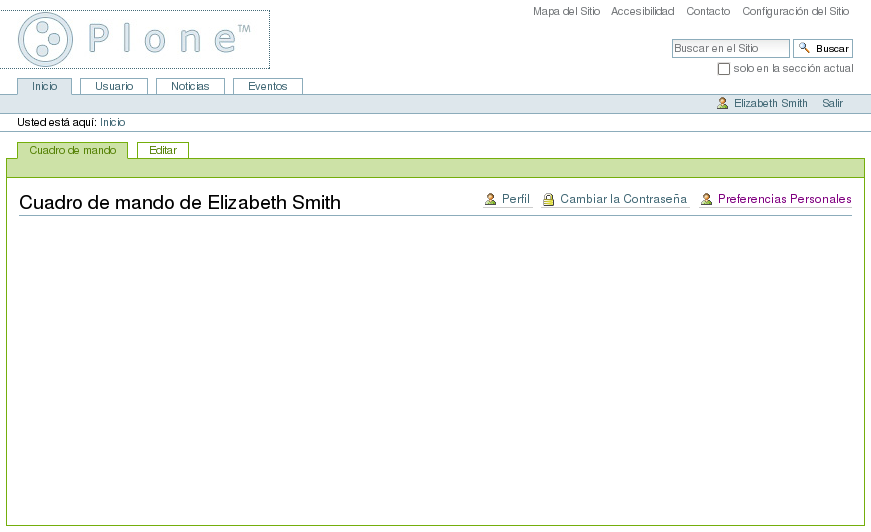 Mapa del Sitio Accesibilidad Contacto Configuración del Sitio
Plone™
Buscar en el Sitio Buscar
solo en la sección actual
Inicio Usuario Noticias Eventos
Elizabeth Smith Salir
Usted está aquí: Inicio
Cuadro de mando Editar
Cuadro de mando de Elizabeth Smith Perfil Cambiar la Contraseña Preferencias Personales